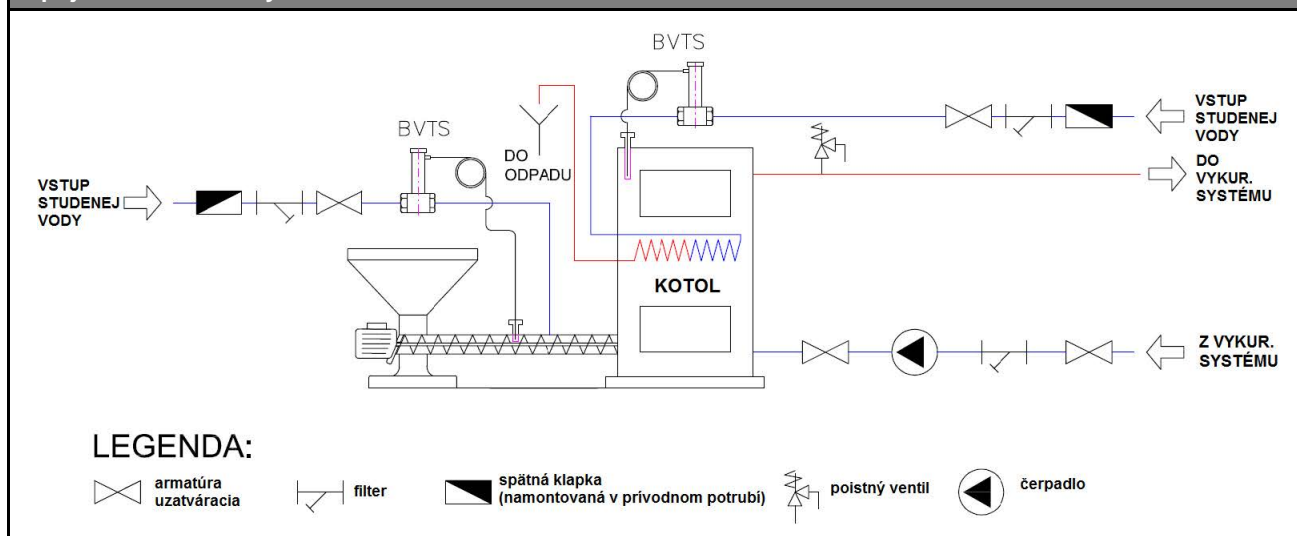 BVTS
VSTUP
STUDENEJ
VODY
DO
VYKUR.
SYSTÉMU
BVTS
DO
ODPADU
VSTUP
STUDENEJ
VODY
KOTOL
Z VYKUR.
SYSTÉMU
LEGENDA:
armatúra
uzatváracia
filter
spätná klapka
(namontovaná v prívodnom potrubí)
poistný ventil
čerpadlo